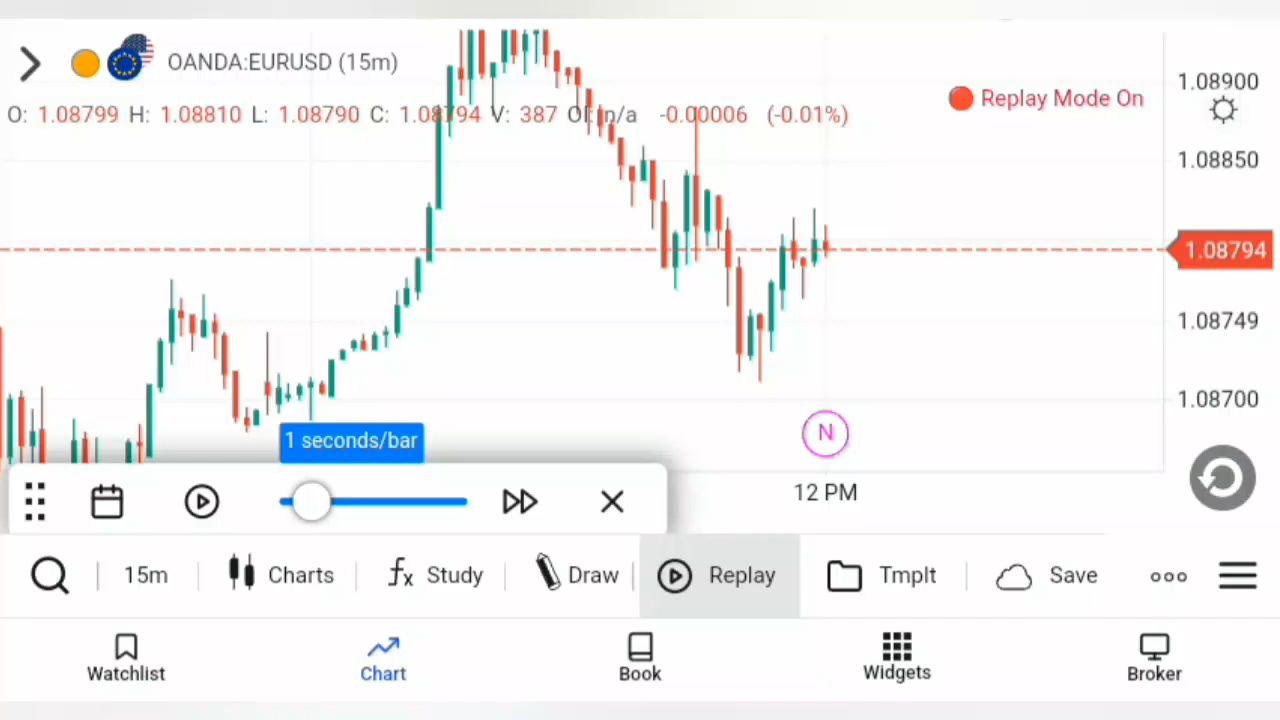 OANDA:EURUSD (15m)
O: 1.08799 H: 1.08810 L: 1.08790 C: 1.08794 V: 387 OI: n/a -0.00006 (-0.01%)
Replay Mode On
1.08900
1.08850
1.08794
1.08749
1.08700
N
1 seconds/bar
12 PM
15m Charts fx Study Draw Replay Tmplt Save
Watchlist Chart Book Widgets Broker